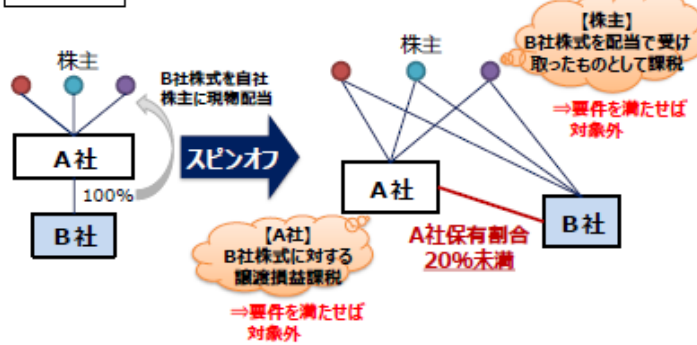 株主
B社株式を自社
株主に現物配当
A社
100%
B社
スピンオフ
株主
【株主】
B社株式を配当で受け
取ったものとして課税
⇒要件を満たせば
対象外
A社
B社
A社保有割合
20%未満
【A社】
B社株式に対する
譲渡損益課税
⇒要件を満たせば
対象外